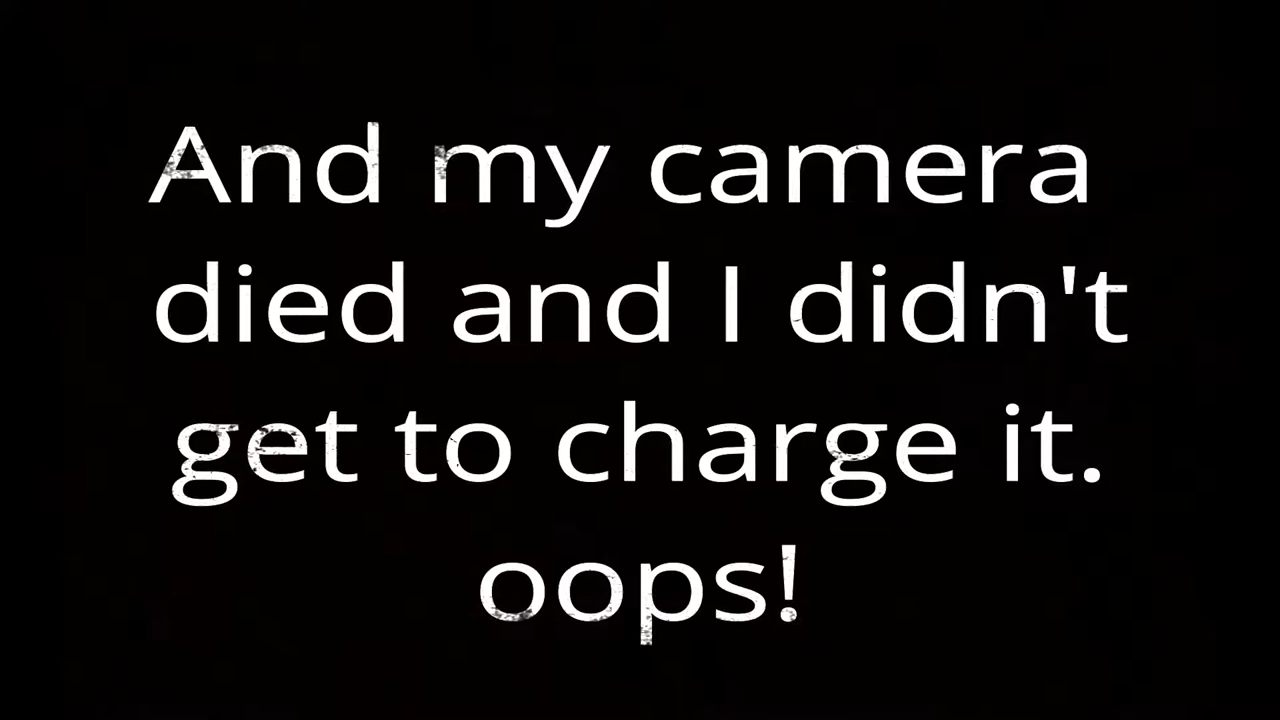 And my camera
died and I didn't
get to charge it.
oops!